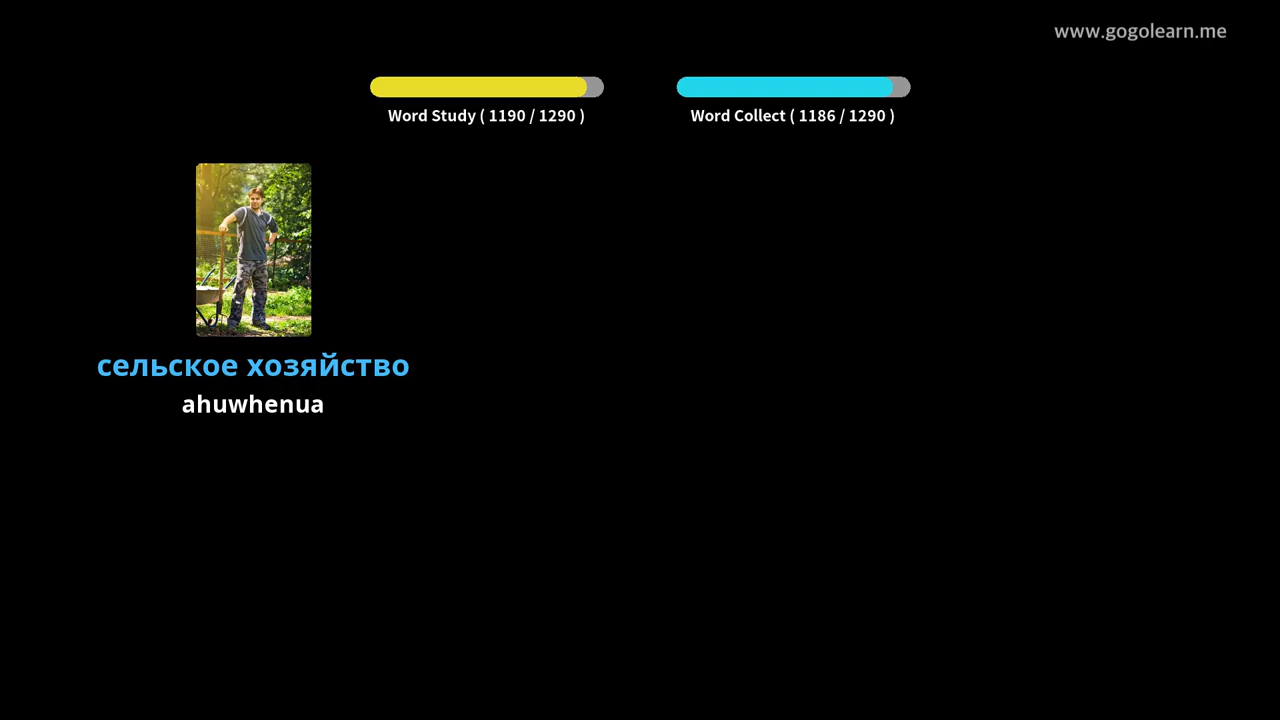 www.gogolearn.me
Word Study ( 1190 / 1290 )
Word Collect ( 1186 / 1290 )
сельское хозяйство
ahuwhenua